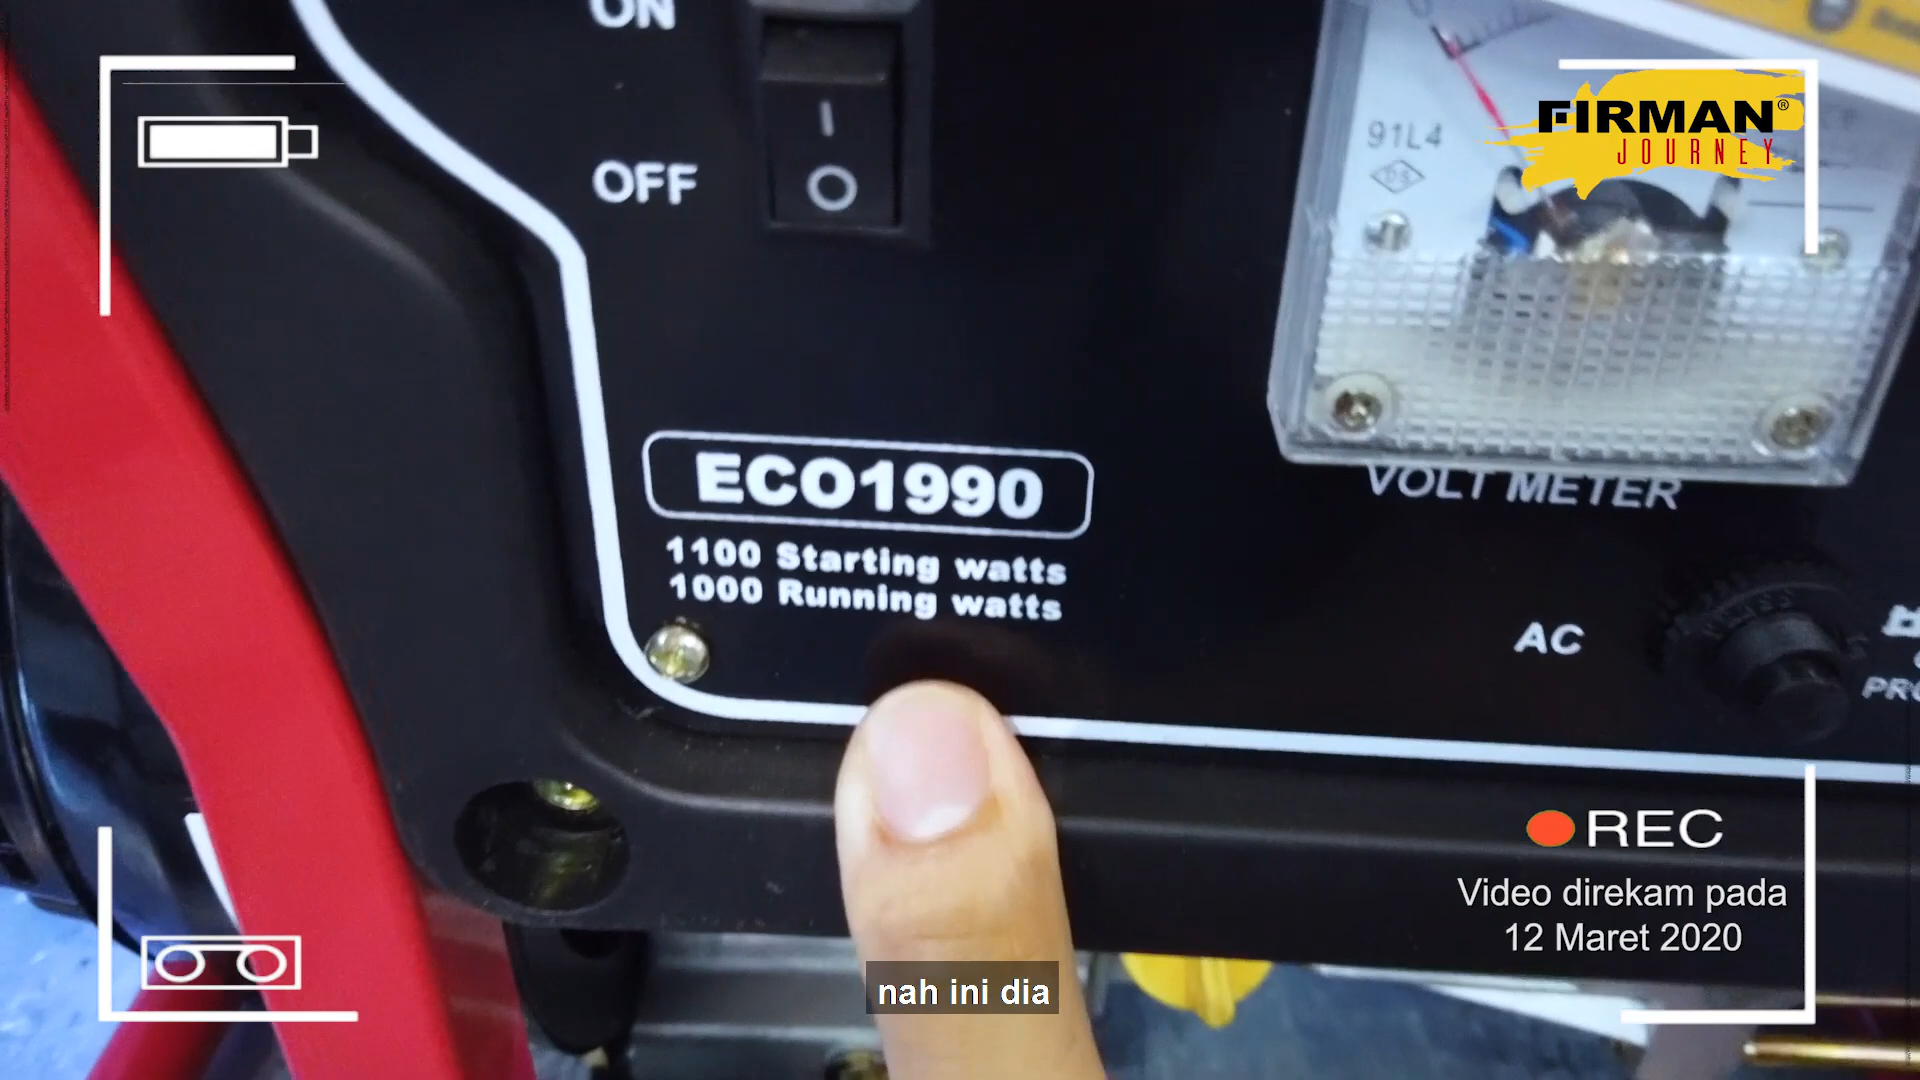 ON
OFF
91L4
FIRMAN®
JOURNEY
ECO1990
1100 Starting watts
1000 Running watts
VOLT METER
AC
REC
Video direkam pada
12 Maret 2020
nah ini dia